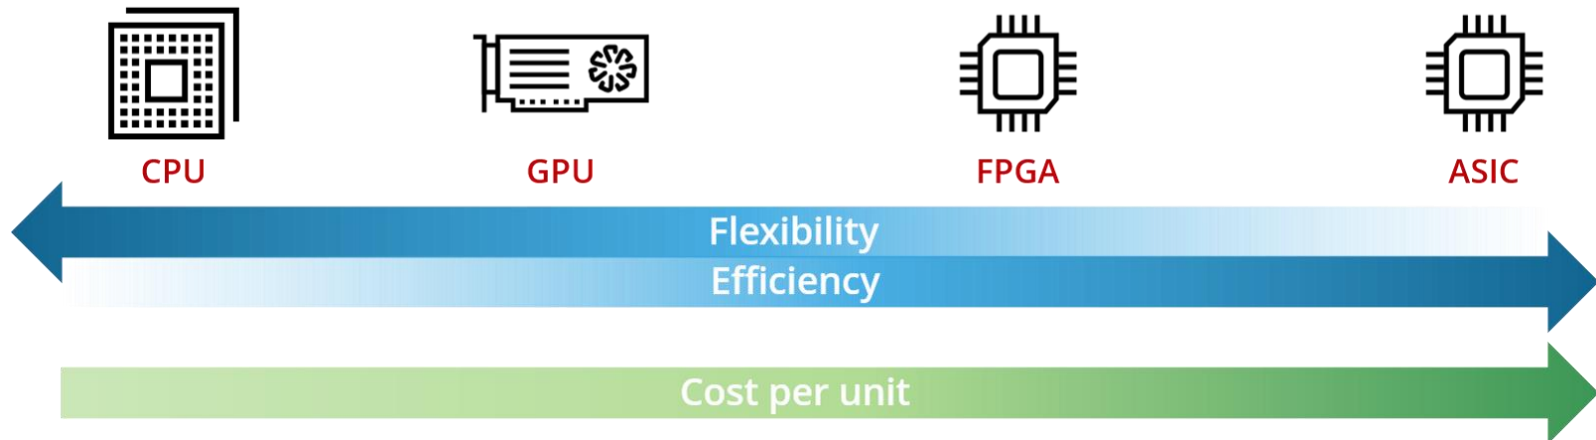 CPU
GPU
FPGA
ASIC
Flexibility
Efficiency
Cost per unit